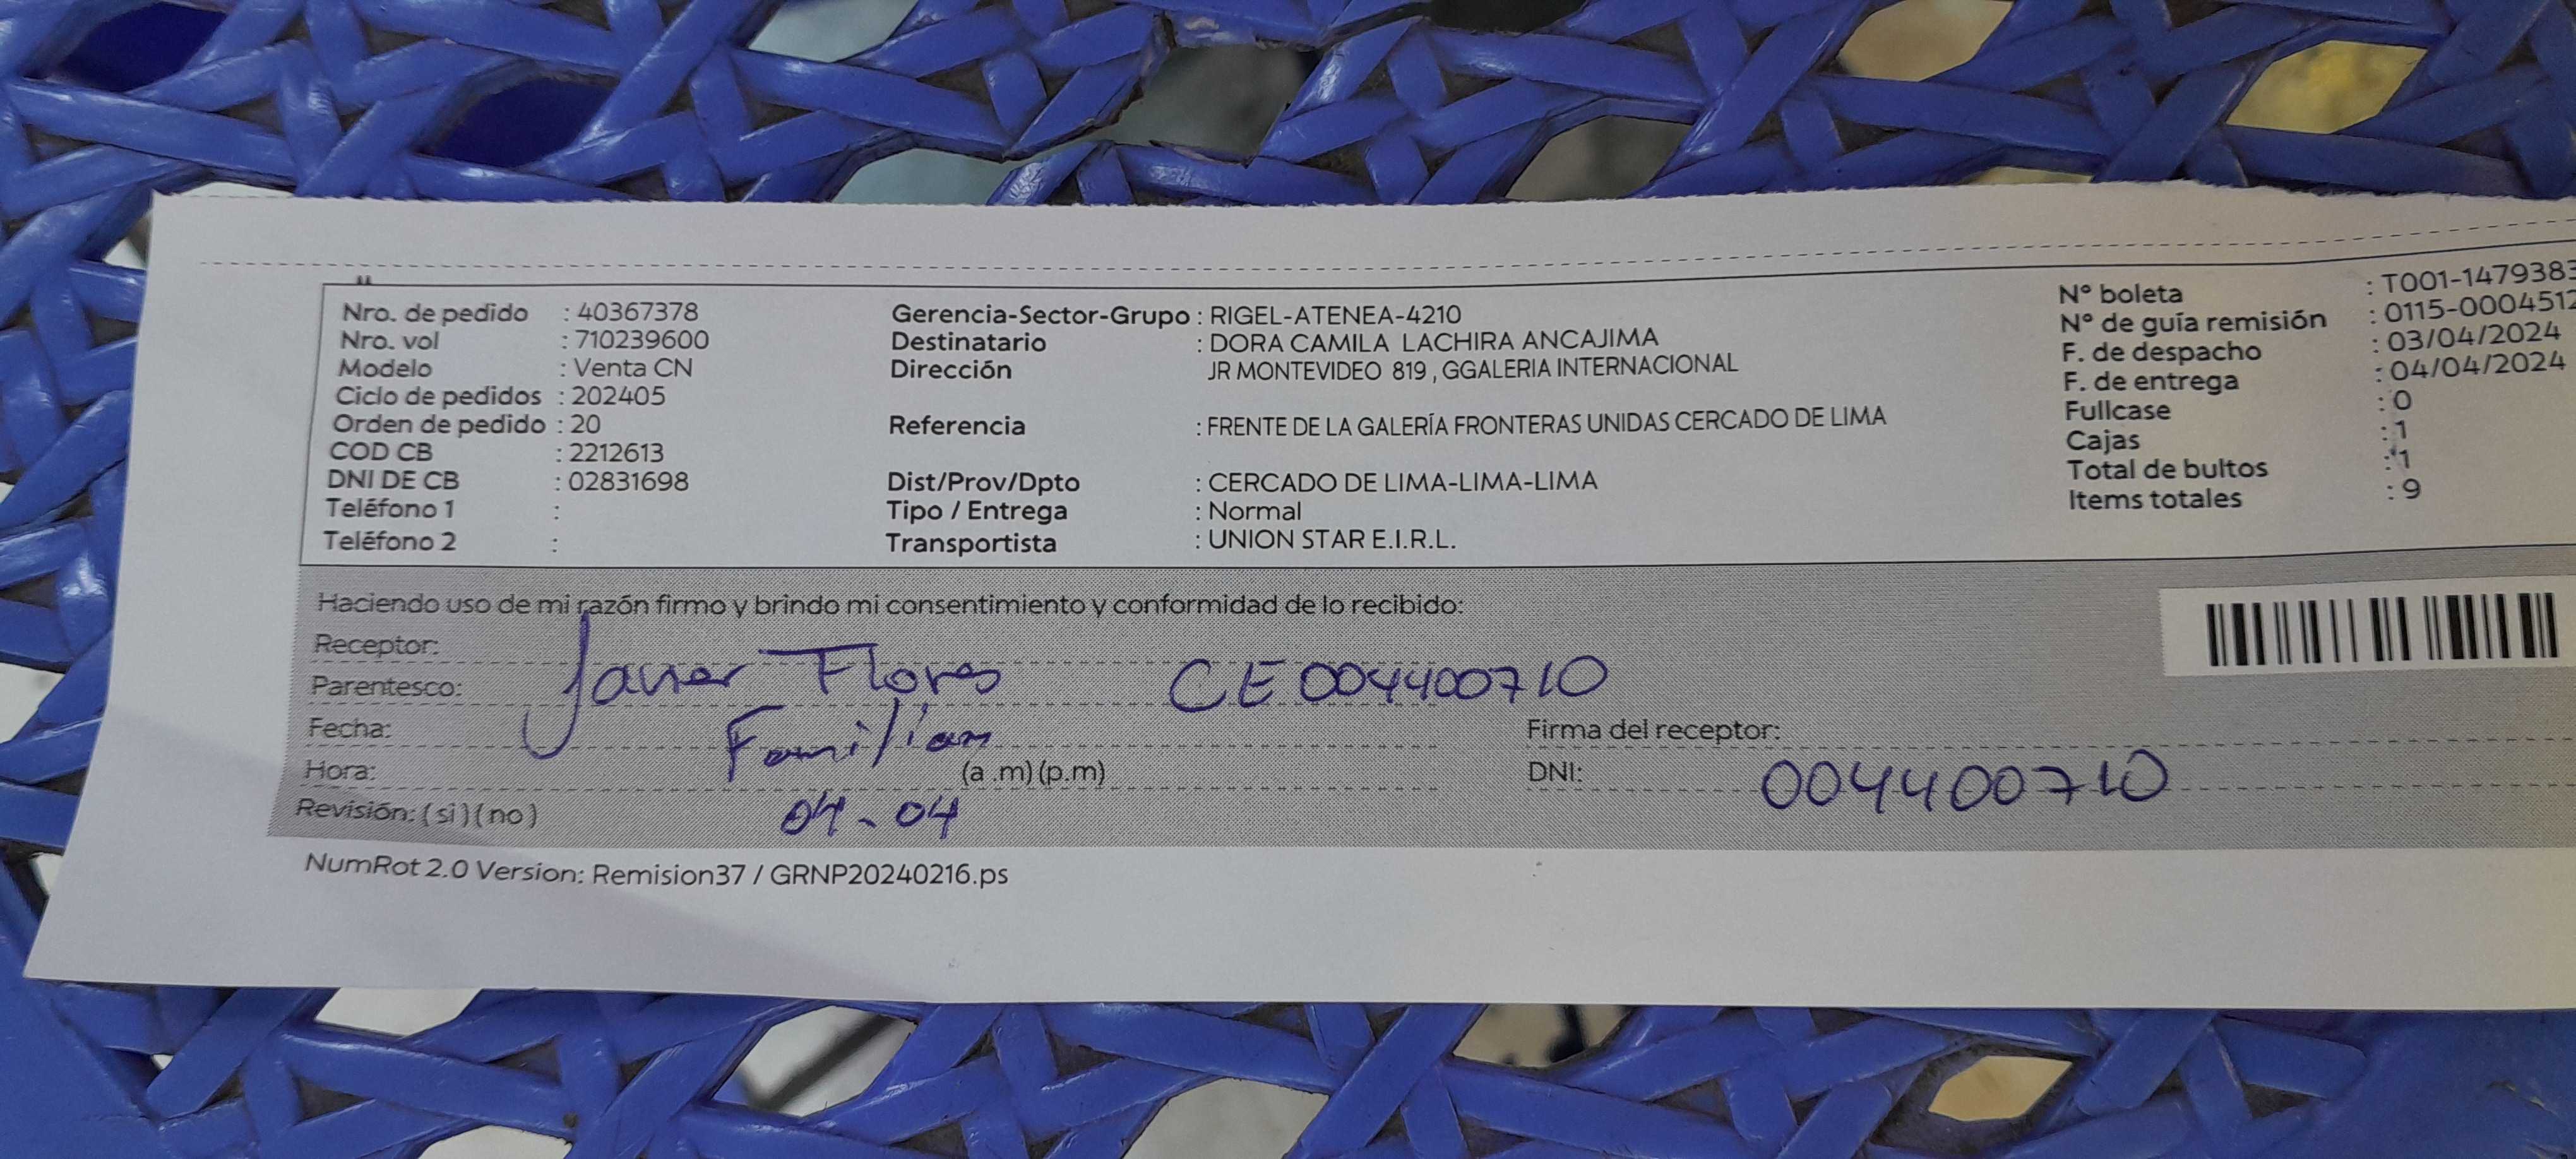 Nro. de pedido : 40367378
Nro. vol : 710239600
Modelo : Venta CN
Ciclo de pedidos : 202405
Orden de pedido : 20
COD CB : 2212613
DNI DE CB : 02831698
Teléfono 1 :
Teléfono 2 :
Gerencia-Sector-Grupo : RIGEL-ATENEA-4210
Destinatario : DORA CAMILA LACHIRA ANCAJIMA
Dirección JR MONTEVIDEO 819 , GGALERIA INTERNACIONAL
Referencia : FRENTE DE LA GALERÍA FRONTERAS UNIDAS CERCADO DE LIMA
Dist/Prov/Dpto : CERCADO DE LIMA-LIMA-LIMA
Tipo / Entrega : Normal
Transportista : UNION STAR E.I.R.L.
N° boleta : T001-1479383
N° de guía remisión : 0115-0004512
F. de despacho : 03/04/2024
F. de entrega : 04/04/2024
Fullcase : 0
Cajas : 1
Total de bultos : 1
Items totales : 9
Haciendo uso de mi razón firmo y brindo mi consentimiento y conformidad de lo recibido:
Receptor: Javier Flores CE 004400710
Parentesco: Familiar
Fecha: 04-04
Hora: (a .m) (p.m)
Revisión: ( si ) ( no )
Firma del receptor:
DNI: 004400710
NumRot 2.0 Version: Remision37 / GRNP20240216.ps